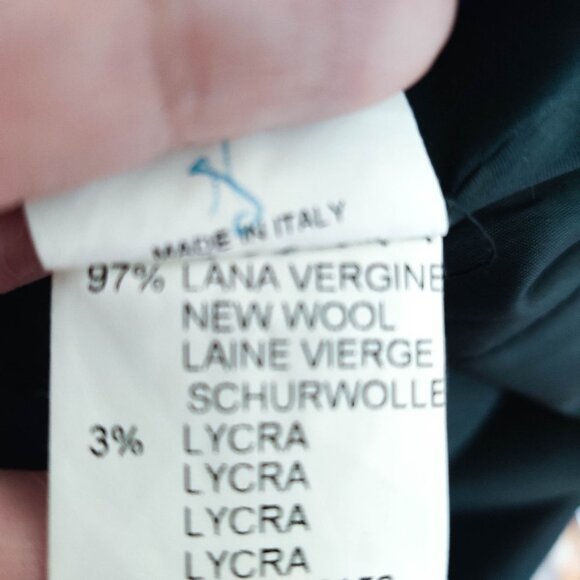 MADE IN ITALY
97% LANA VERGINE
NEW WOOL
LAINE VIERGE
SCHURWOLLE
3% LYCRA
LYCRA
LYCRA
LYCRA